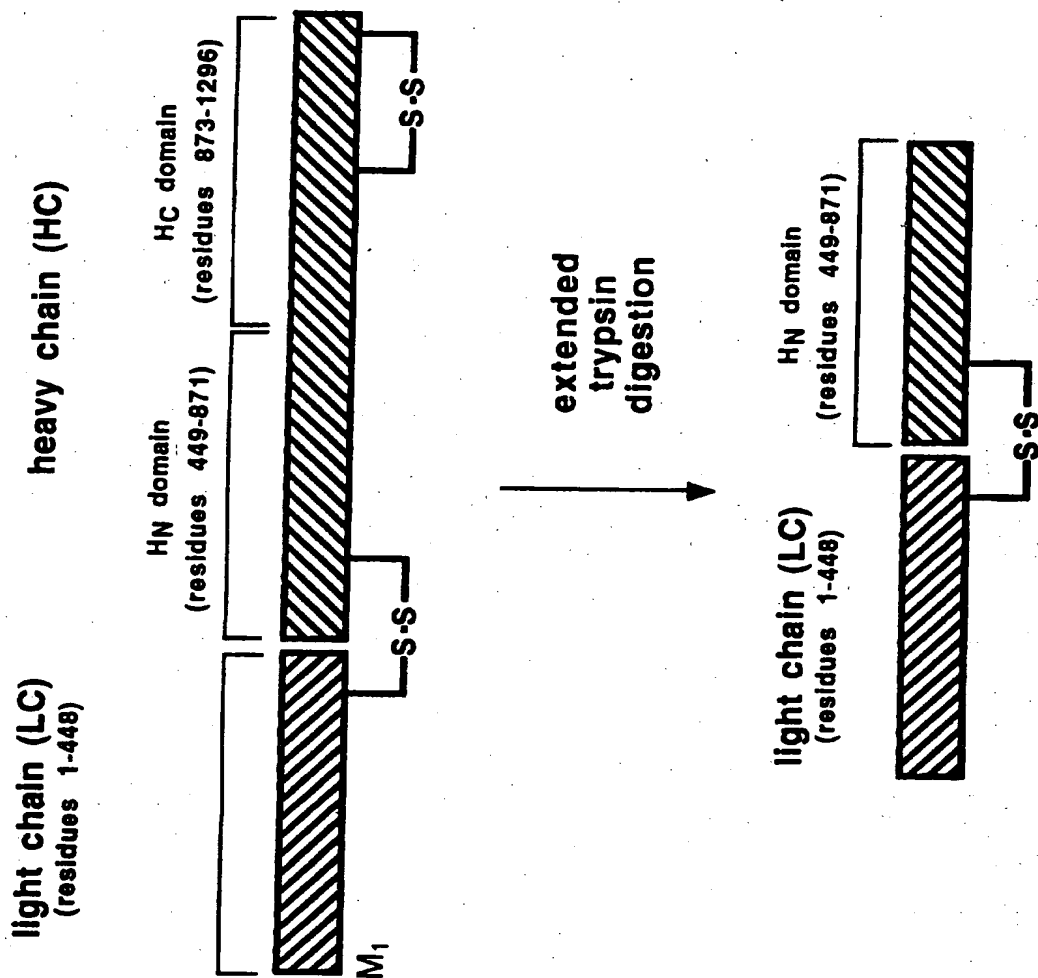 light chain (LC)
(residues 1-448)
heavy chain (HC)
HN domain
(residues 449-871)
HC domain
(residues 873-1296)
S-S
S-S
M1
extended
trypsin
digestion
light chain (LC)
(residues 1-448)
HN domain
(residues 449-871)
S-S